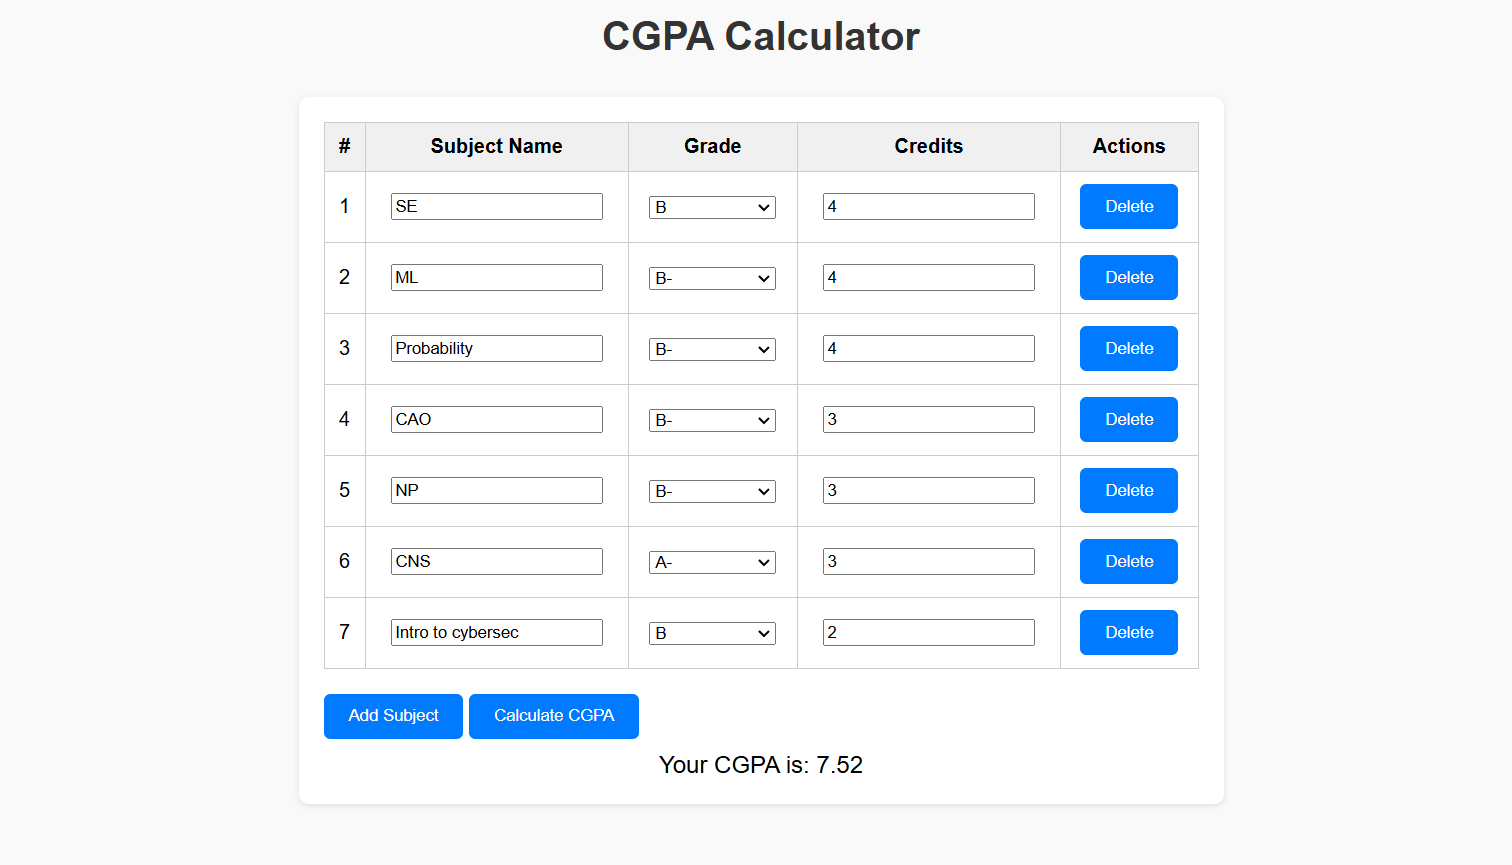 CGPA Calculator
# Subject Name Grade Credits Actions
1 SE B 4 Delete
2 ML B- 4 Delete
3 Probability B- 4 Delete
4 CAO B- 3 Delete
5 NP B- 3 Delete
6 CNS A- 3 Delete
7 Intro to cybersec B 2 Delete
Add Subject Calculate CGPA
Your CGPA is: 7.52